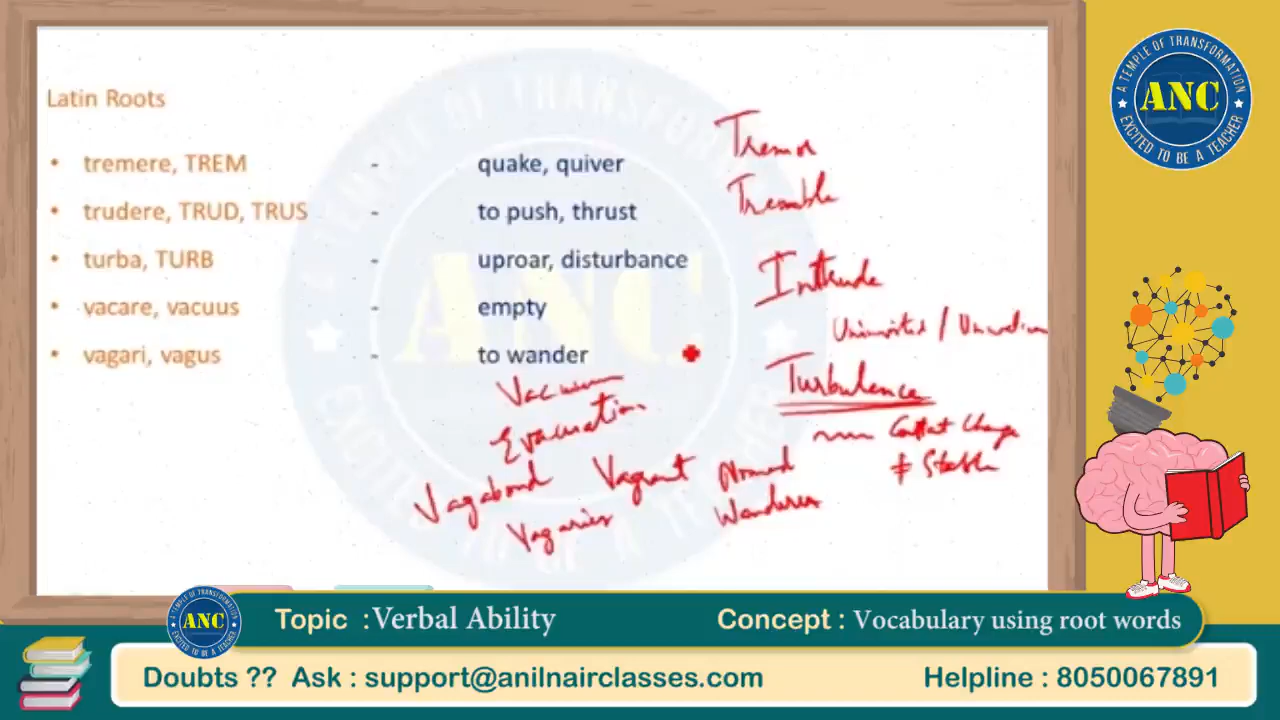 A TEMPLE OF TRANSFORMATION
ANC
EXCITED TO BE A TEACHER
Latin Roots
• tremere, TREM - quake, quiver
• trudere, TRUD, TRUS - to push, thrust
• turba, TURB - uproar, disturbance
• vacare, vacuus - empty
• vagari, vagus - to wander
Tremor
Tremble
Intrude
Uninvited /
Turbulence
Change
≠ Stable
Vacuum
Evacuation
Vagabond Vagrant Nomad
Vagaries Wanderer
ANC
Topic : Verbal Ability Concept : Vocabulary using root words
Doubts ?? Ask : support@anilnairclasses.com Helpline : 8050067891